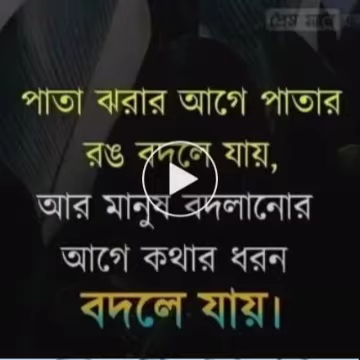 পাতা ঝরার আগে পাতার
রঙ বদলে যায়,
আর মানুষ বদলানোর
আগে কথার ধরন
বদলে যায়।